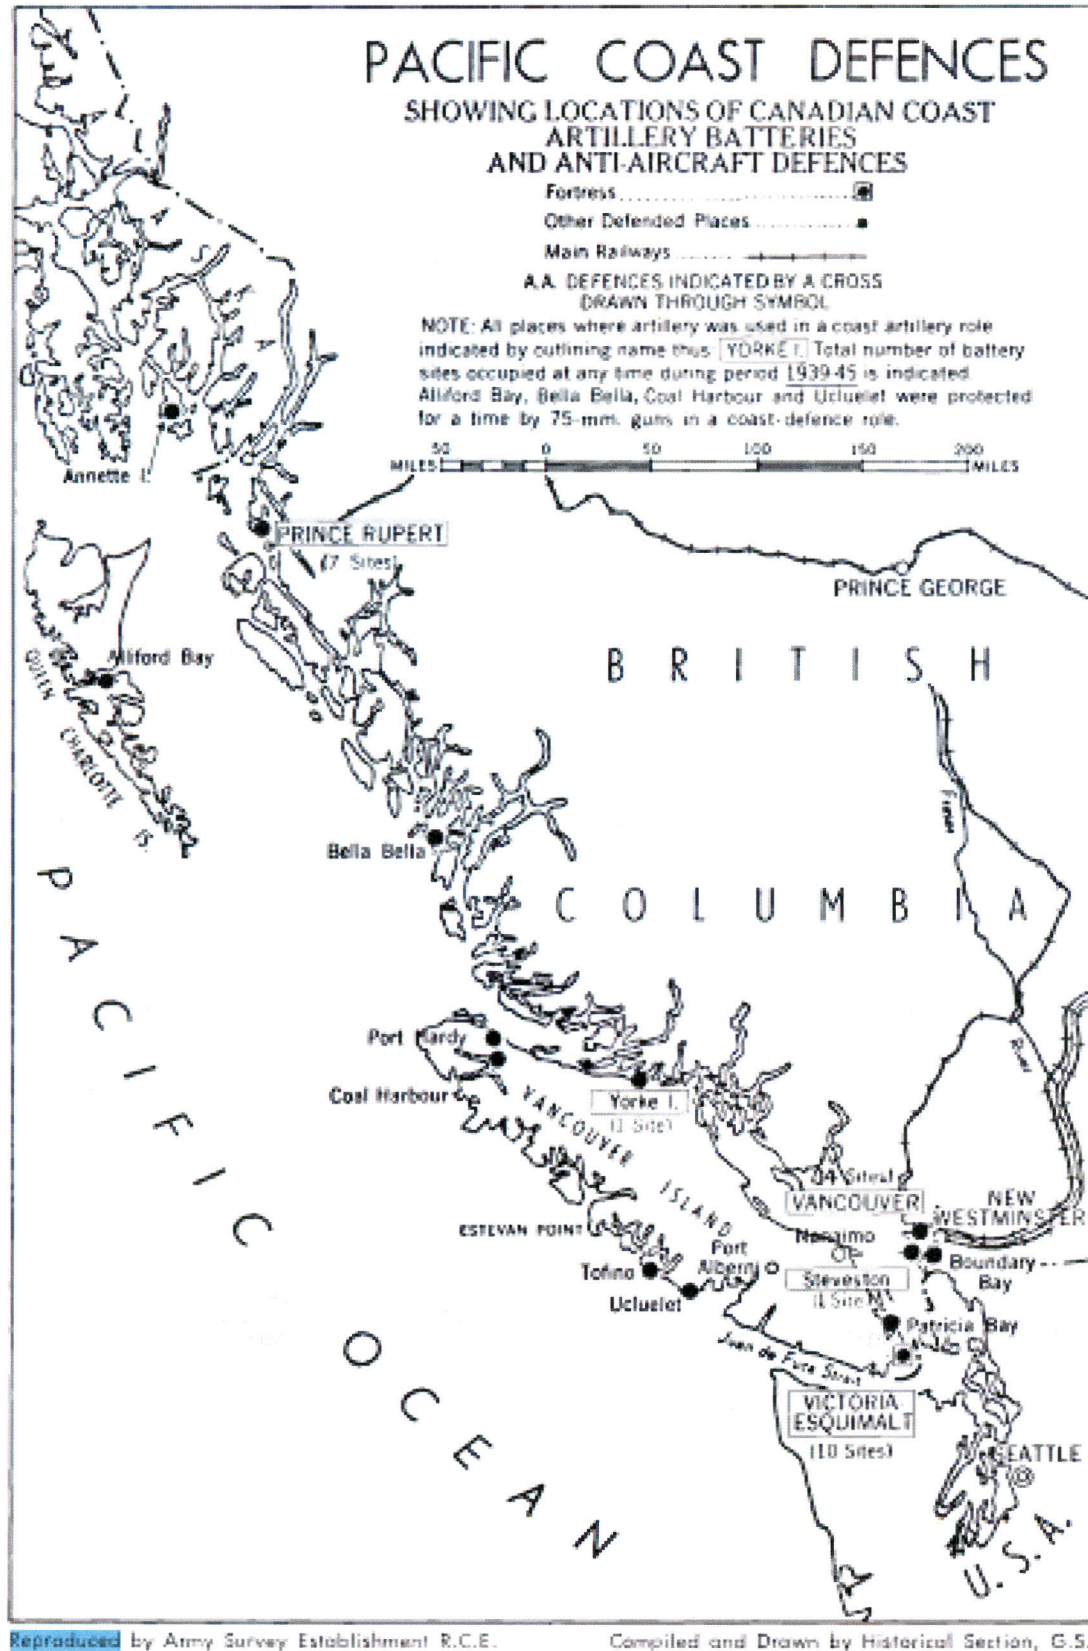 PACIFIC COAST DEFENCES
SHOWING LOCATIONS OF CANADIAN COAST
ARTILLERY BATTERIES
AND ANTI-AIRCRAFT DEFENCES
Fortress
Other Defended Places
Main Railways
A.A. DEFENCES INDICATED BY A CROSS
DRAWN THROUGH SYMBOL
NOTE: All places where artillery was used in a coast artillery role
indicated by outlining name thus YORKE I. Total number of battery
sites occupied at any time during period 1939-45 is indicated
Alliford Bay, Bella Bella, Coal Harbour and Ucluelet were protected
for a time by 75-mm. guns in a coast-defence role.
50 0 50 100 150 200
MILES MILES
ALASKA
Annette I.
PRINCE RUPERT
(7 Sites)
PRINCE GEORGE
Alliford Bay
QUEEN CHARLOTTE IS.
BRITISH
Fraser
Bella Bella
COLUMBIA
PACIFIC OCEAN
River
Port Hardy
Coal Harbour
Yorke I.
(1 Site)
VANCOUVER ISLAND
(4 Sites)
VANCOUVER
NEW
WESTMINSTER
ESTEVAN POINT
Nanaimo
Port
Alberni
Boundary
Bay
Tofino
Steveston
(1 Site)
Ucluelet
Patricia Bay
Juan de Fuca Strait
VICTORIA-
ESQUIMALT
(10 Sites)
SEATTLE
U.S.A.
Reproduced by Army Survey Establishment R.C.E.
Compiled and Drawn by Historical Section, G.S.